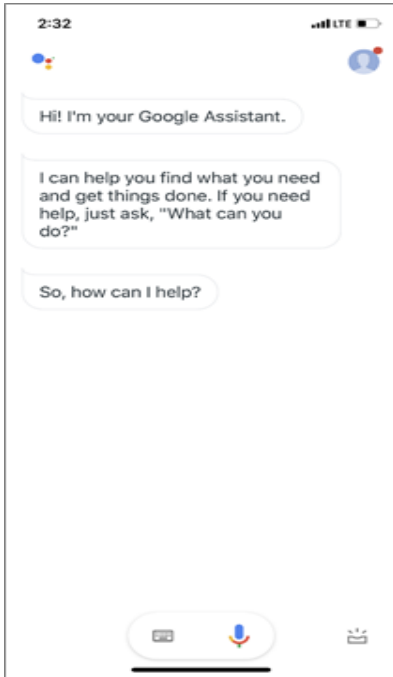 2:32
LTE
Hi! I'm your Google Assistant.
I can help you find what you need
and get things done. If you need
help, just ask, "What can you
do?"
So, how can I help?